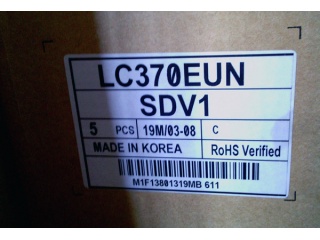 LC370EUN
SDV1
5 PCS 19M/03-08 C
MADE IN KOREA RoHS Verified
M1F13801319MB 611